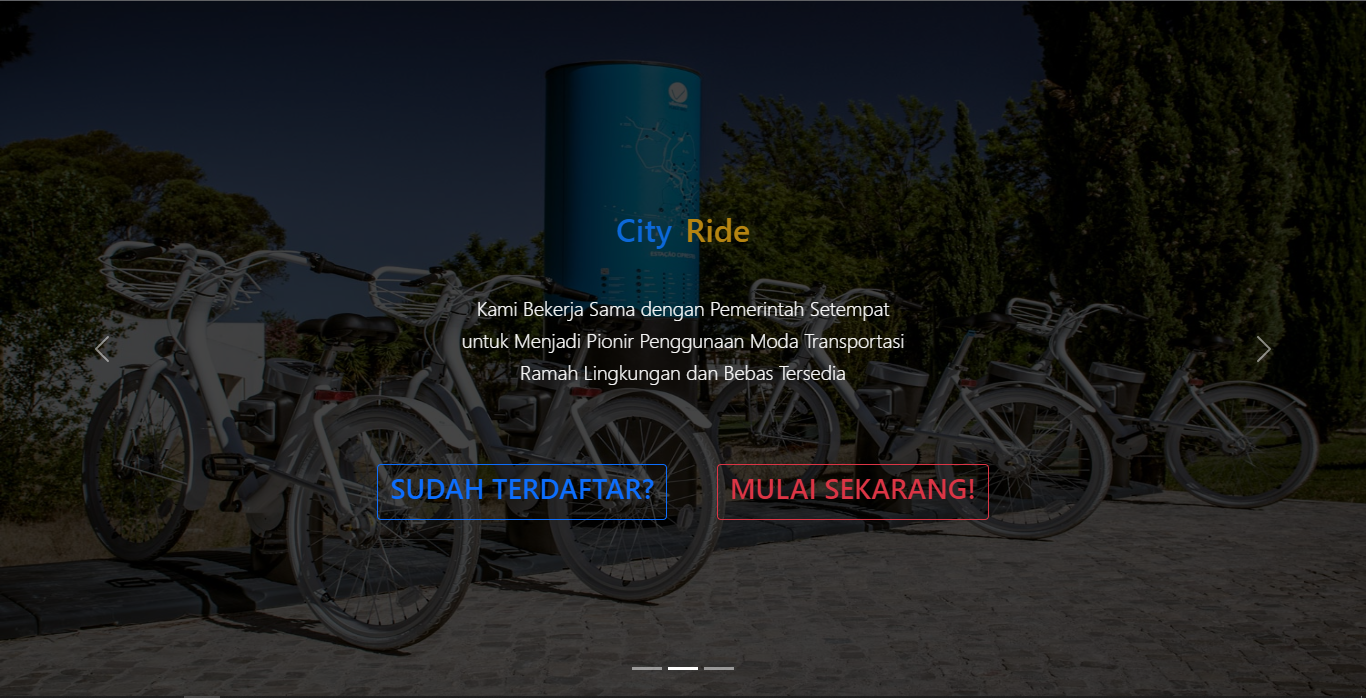 City Ride
Kami Bekerja Sama dengan Pemerintah Setempat
untuk Menjadi Pionir Penggunaan Moda Transportasi
Ramah Lingkungan dan Bebas Tersedia
SUDAH TERDAFTAR?
MULAI SEKARANG!